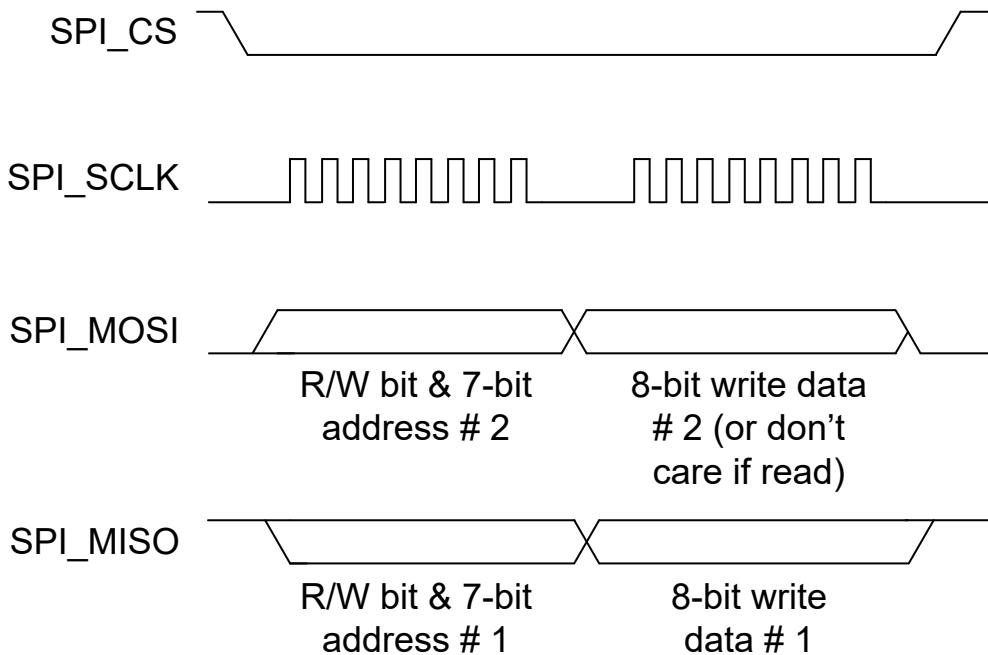 SPI_CS
SPI_SCLK
SPI_MOSI
R/W bit & 7-bit
address # 2
8-bit write data
# 2 (or don't
care if read)
SPI_MISO
R/W bit & 7-bit
address # 1
8-bit write
data # 1